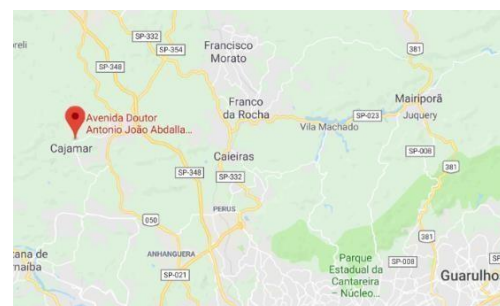 SP-332
SP-354
Francisco
Morato
381
SP-348
Mairiporã
Juquery
Avenida Doutor
Antonio João Abdalla...
Franco
da Rocha
SP-023
Vila Machado
Cajamar
Caieiras
SP-008
SP-348
SP-332
381
PERUS
050
381
ANHANGUERA
SP-021
Parque
Estadual da
Cantareira
– Núcleo...
SP-008
Guarulho